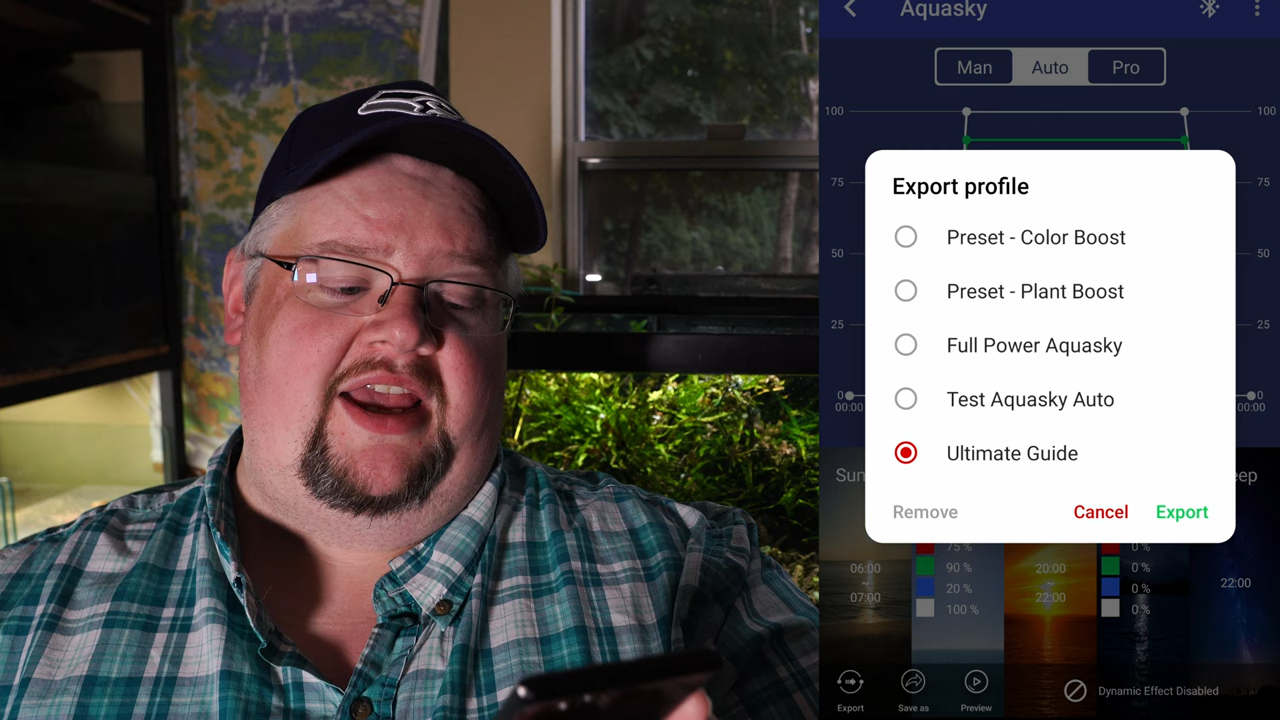 Aquasky
Man Auto Pro
100 100
75 75
50 50
25 25
0 0
00:00 00:00
Export profile
Preset - Color Boost
Preset - Plant Boost
Full Power Aquasky
Test Aquasky Auto
Ultimate Guide
Remove Cancel Export
Sun eep
75 % 0 %
06:00 90 % 20:00 0 %
~ 20 % ~ 0 % 22:00
07:00 100 % 22:00 0 %
Export Save as Preview Dynamic Effect Disabled